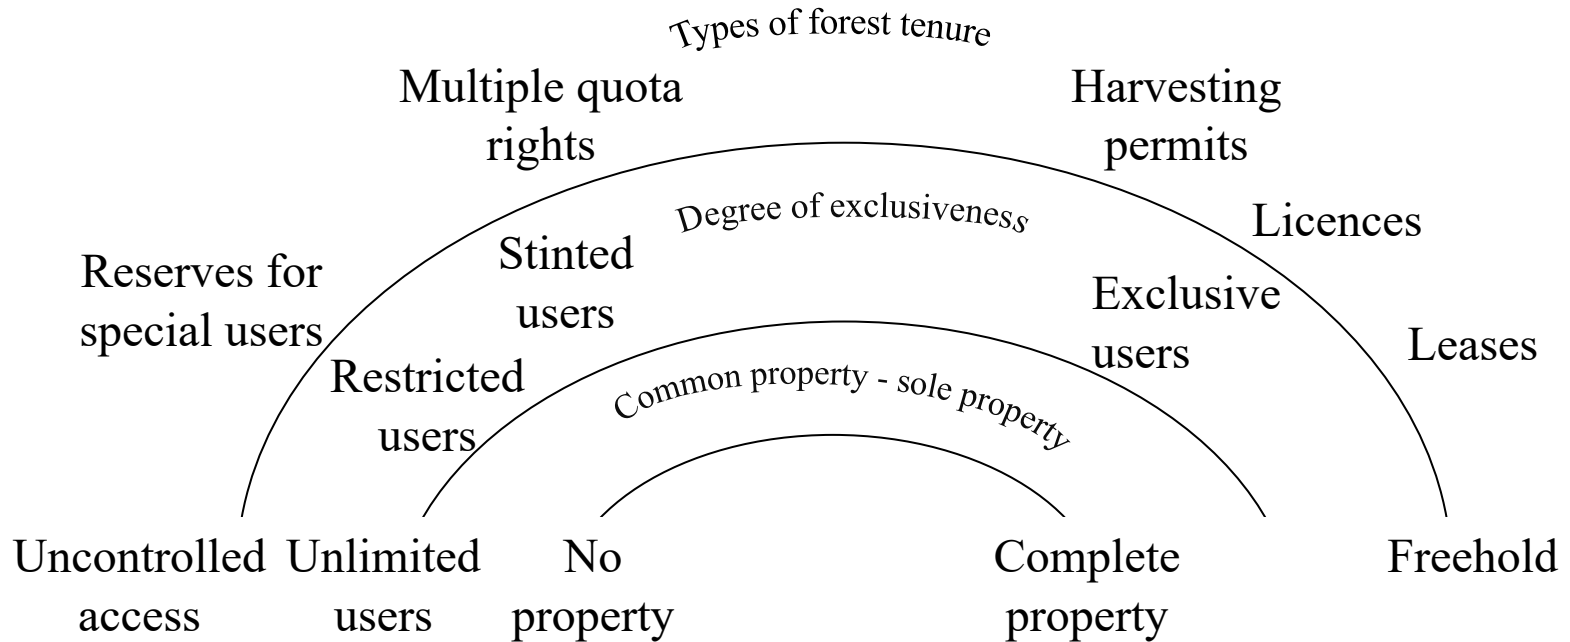 Types of forest tenure
Multiple quota
rights
Harvesting
permits
Licences
Leases
Degree of exclusiveness
Reserves for
special users
Stinted
users
Exclusive
users
Restricted
users
Common property - sole property
Uncontrolled
access
Unlimited
users
No
property
Complete
property
Freehold